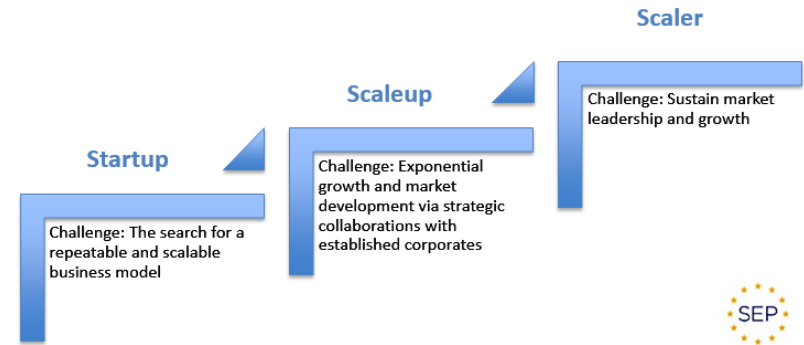 Scaler
Challenge: Sustain market
leadership and growth
Scaleup
Challenge: Exponential
growth and market
development via strategic
collaborations with
established corporates
Startup
Challenge: The search for a
repeatable and scalable
business model
SEP